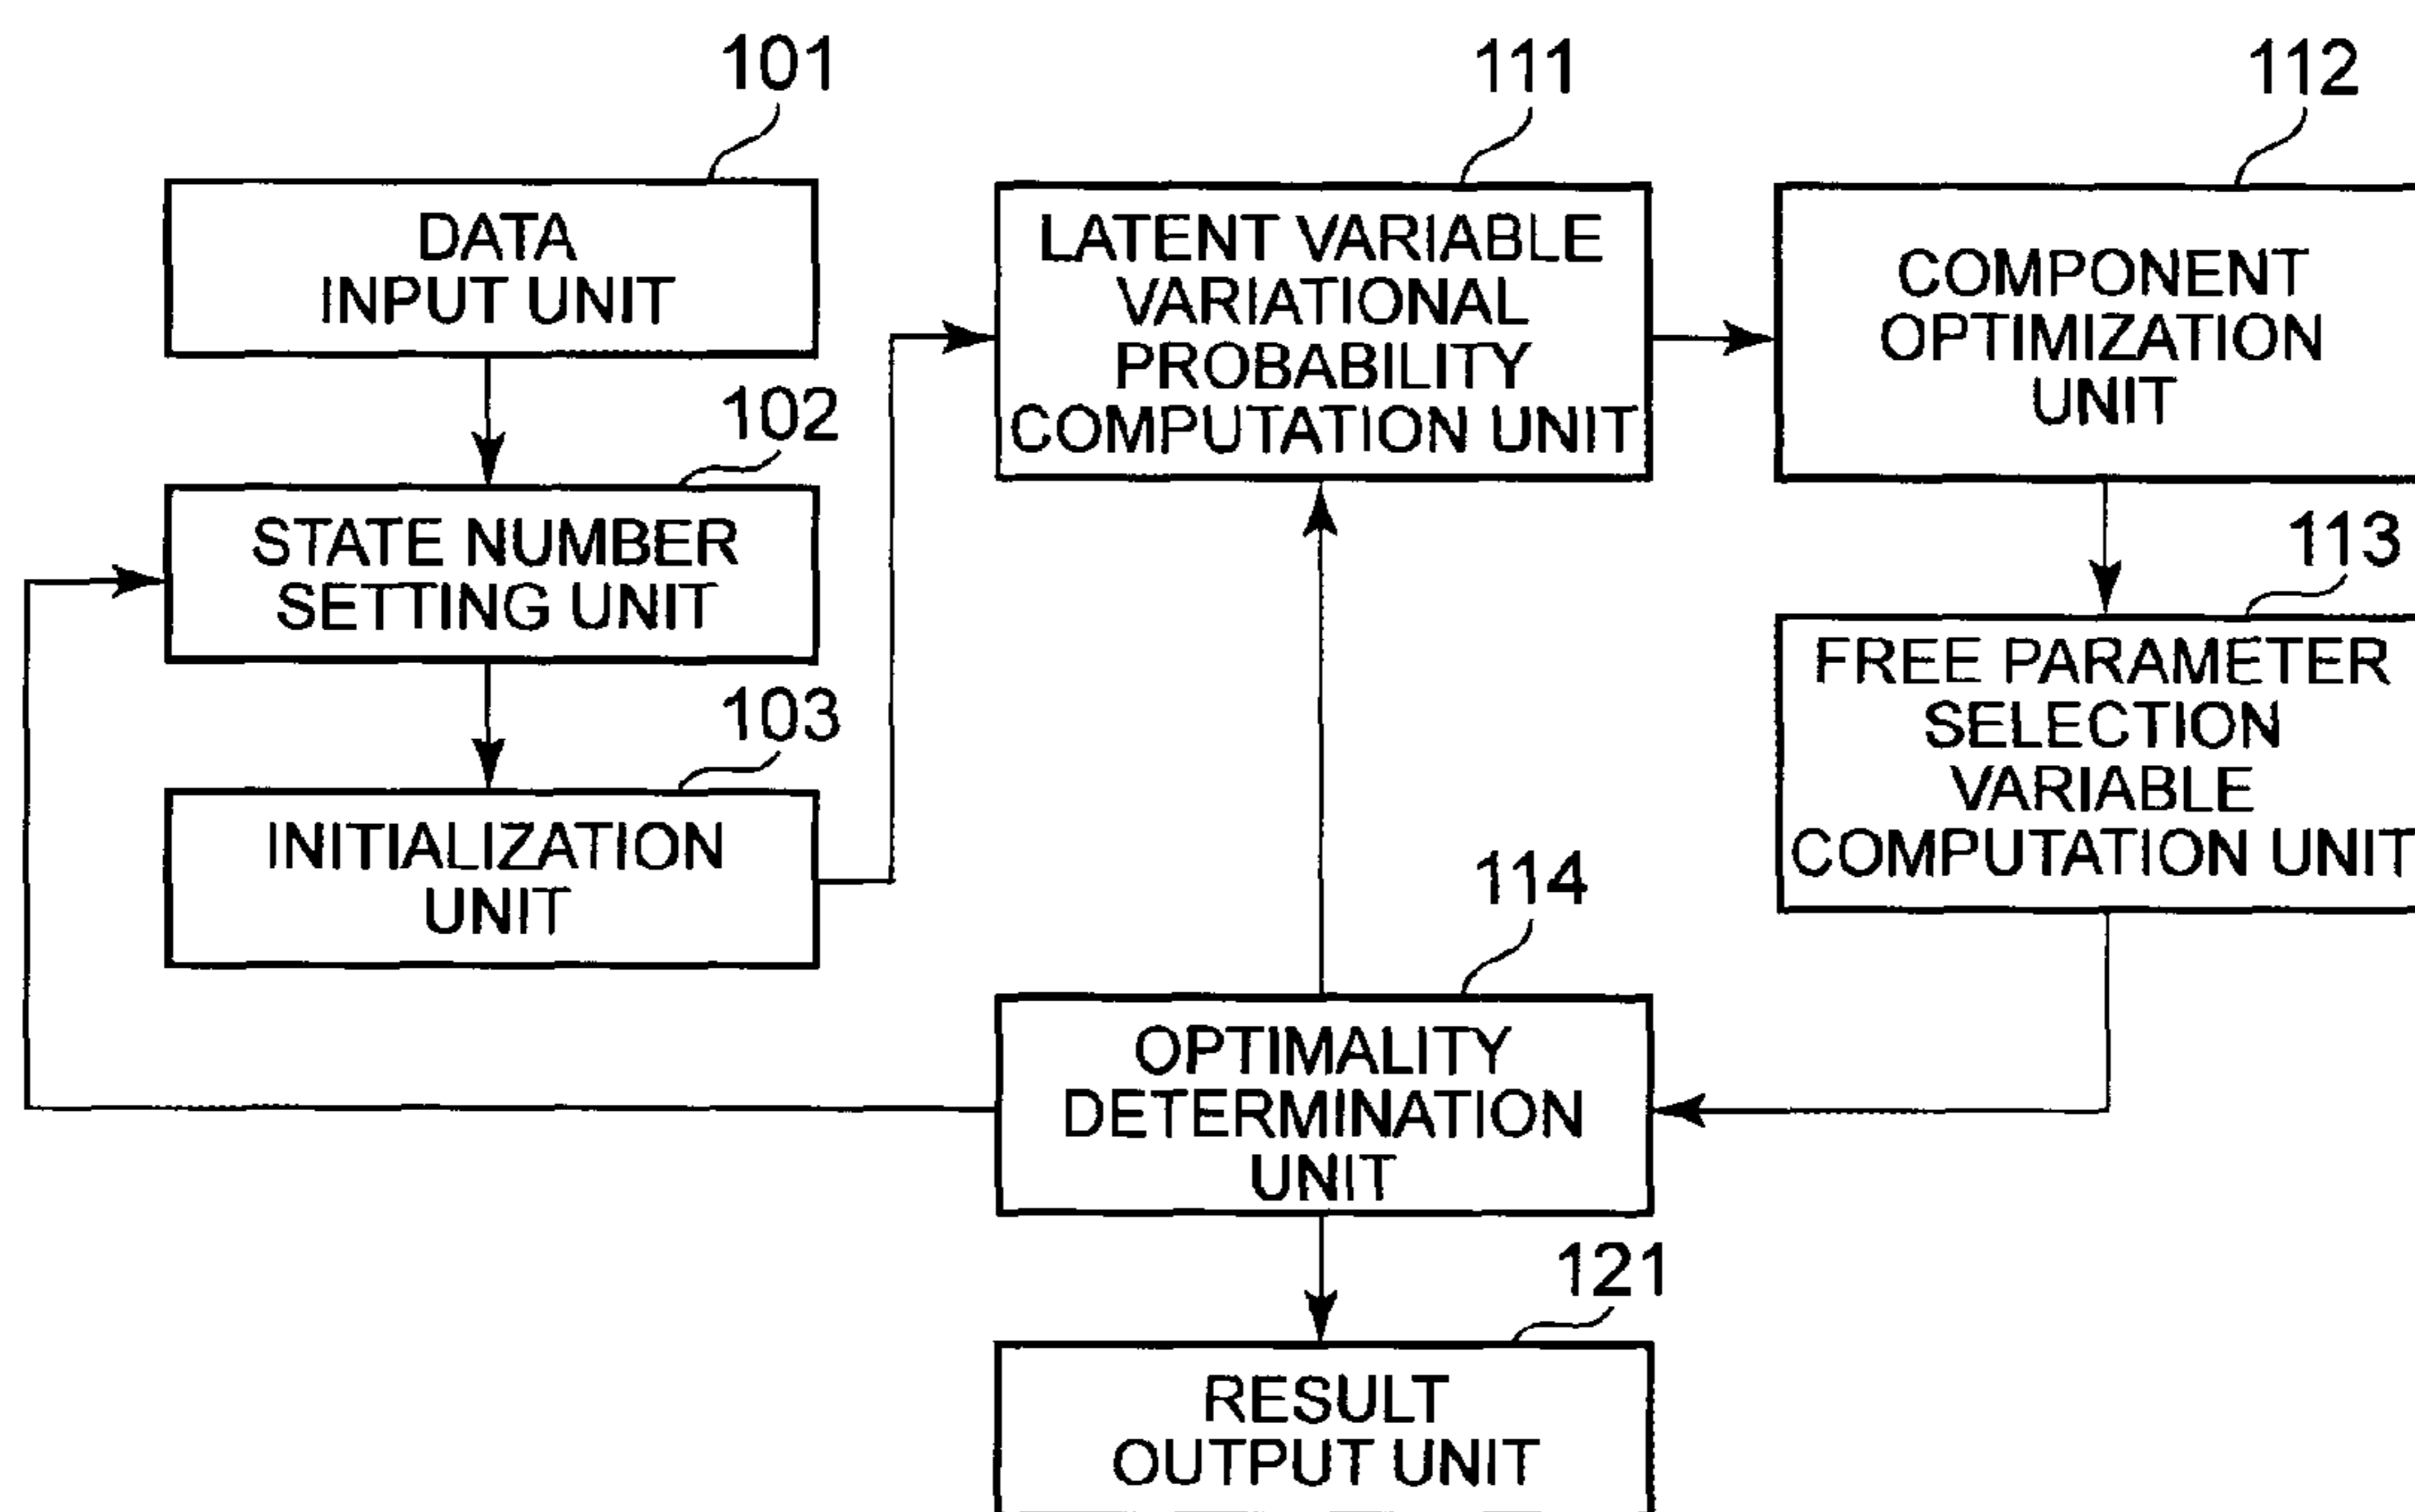 101
DATA
INPUT UNIT
102
STATE NUMBER
SETTING UNIT
103
INITIALIZATION
UNIT
111
LATENT VARIABLE
VARIATIONAL
PROBABILITY
COMPUTATION UNIT
112
COMPONENT
OPTIMIZATION
UNIT
113
FREE PARAMETER
SELECTION
VARIABLE
COMPUTATION UNIT
114
OPTIMALITY
DETERMINATION
UNIT
121
RESULT
OUTPUT UNIT